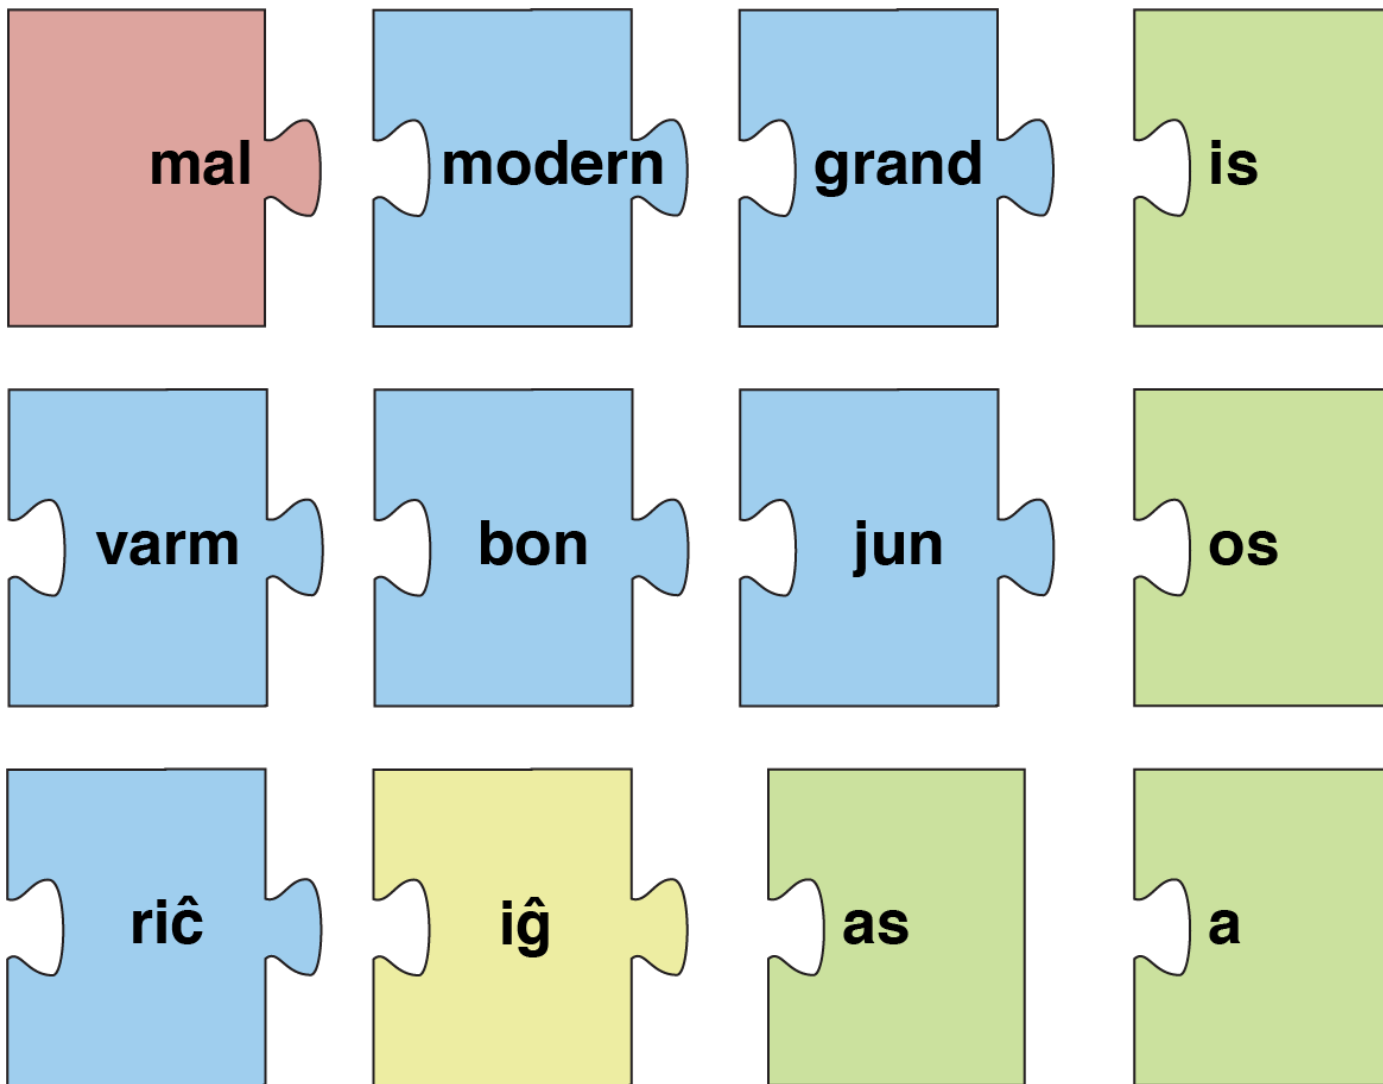 mal modern grand is
varm bon jun os
riĉ iĝ as a